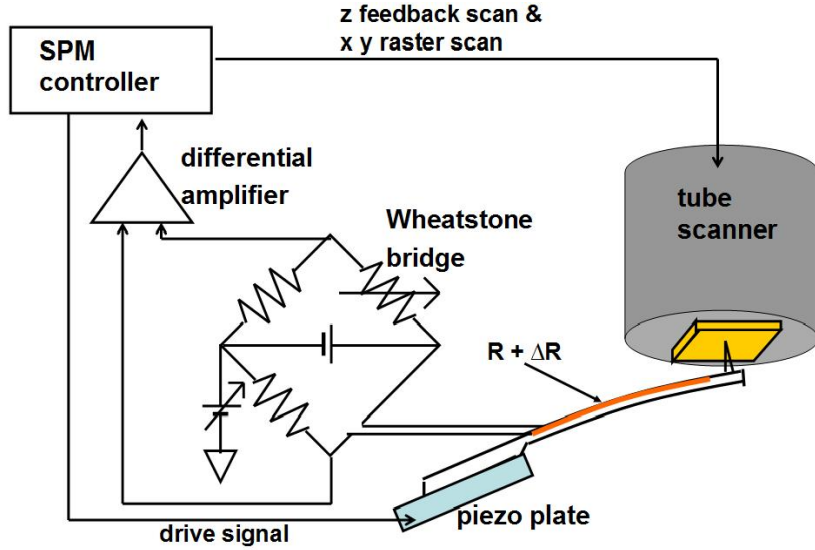 z feedback scan &
x y raster scan
SPM
controller
differential
amplifier
Wheatstone
bridge
tube
scanner
R + ΔR
piezo plate
drive signal